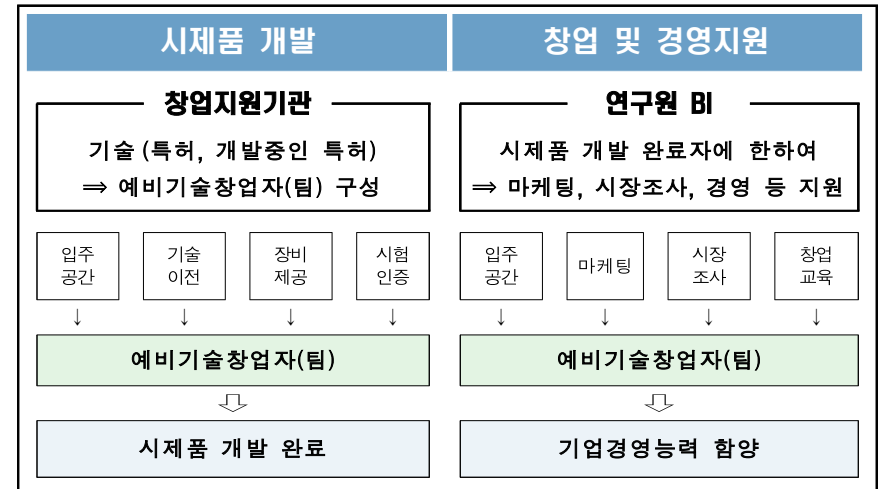 시제품 개발
창업지원기관
기술(특허, 개발중인 특허)
⇒ 예비기술창업자(팀) 구성
입주
공간
기술
이전
장비
제공
시험
인증
↓ ↓ ↓ ↓
예비기술창업자(팀)
시제품 개발 완료
창업 및 경영지원
연구원 BI
시제품 개발 완료자에 한하여
⇒ 마케팅, 시장조사, 경영 등 지원
입주
공간
마케팅
시장
조사
창업
교육
↓ ↓ ↓ ↓
예비기술창업자(팀)
기업경영능력 함양